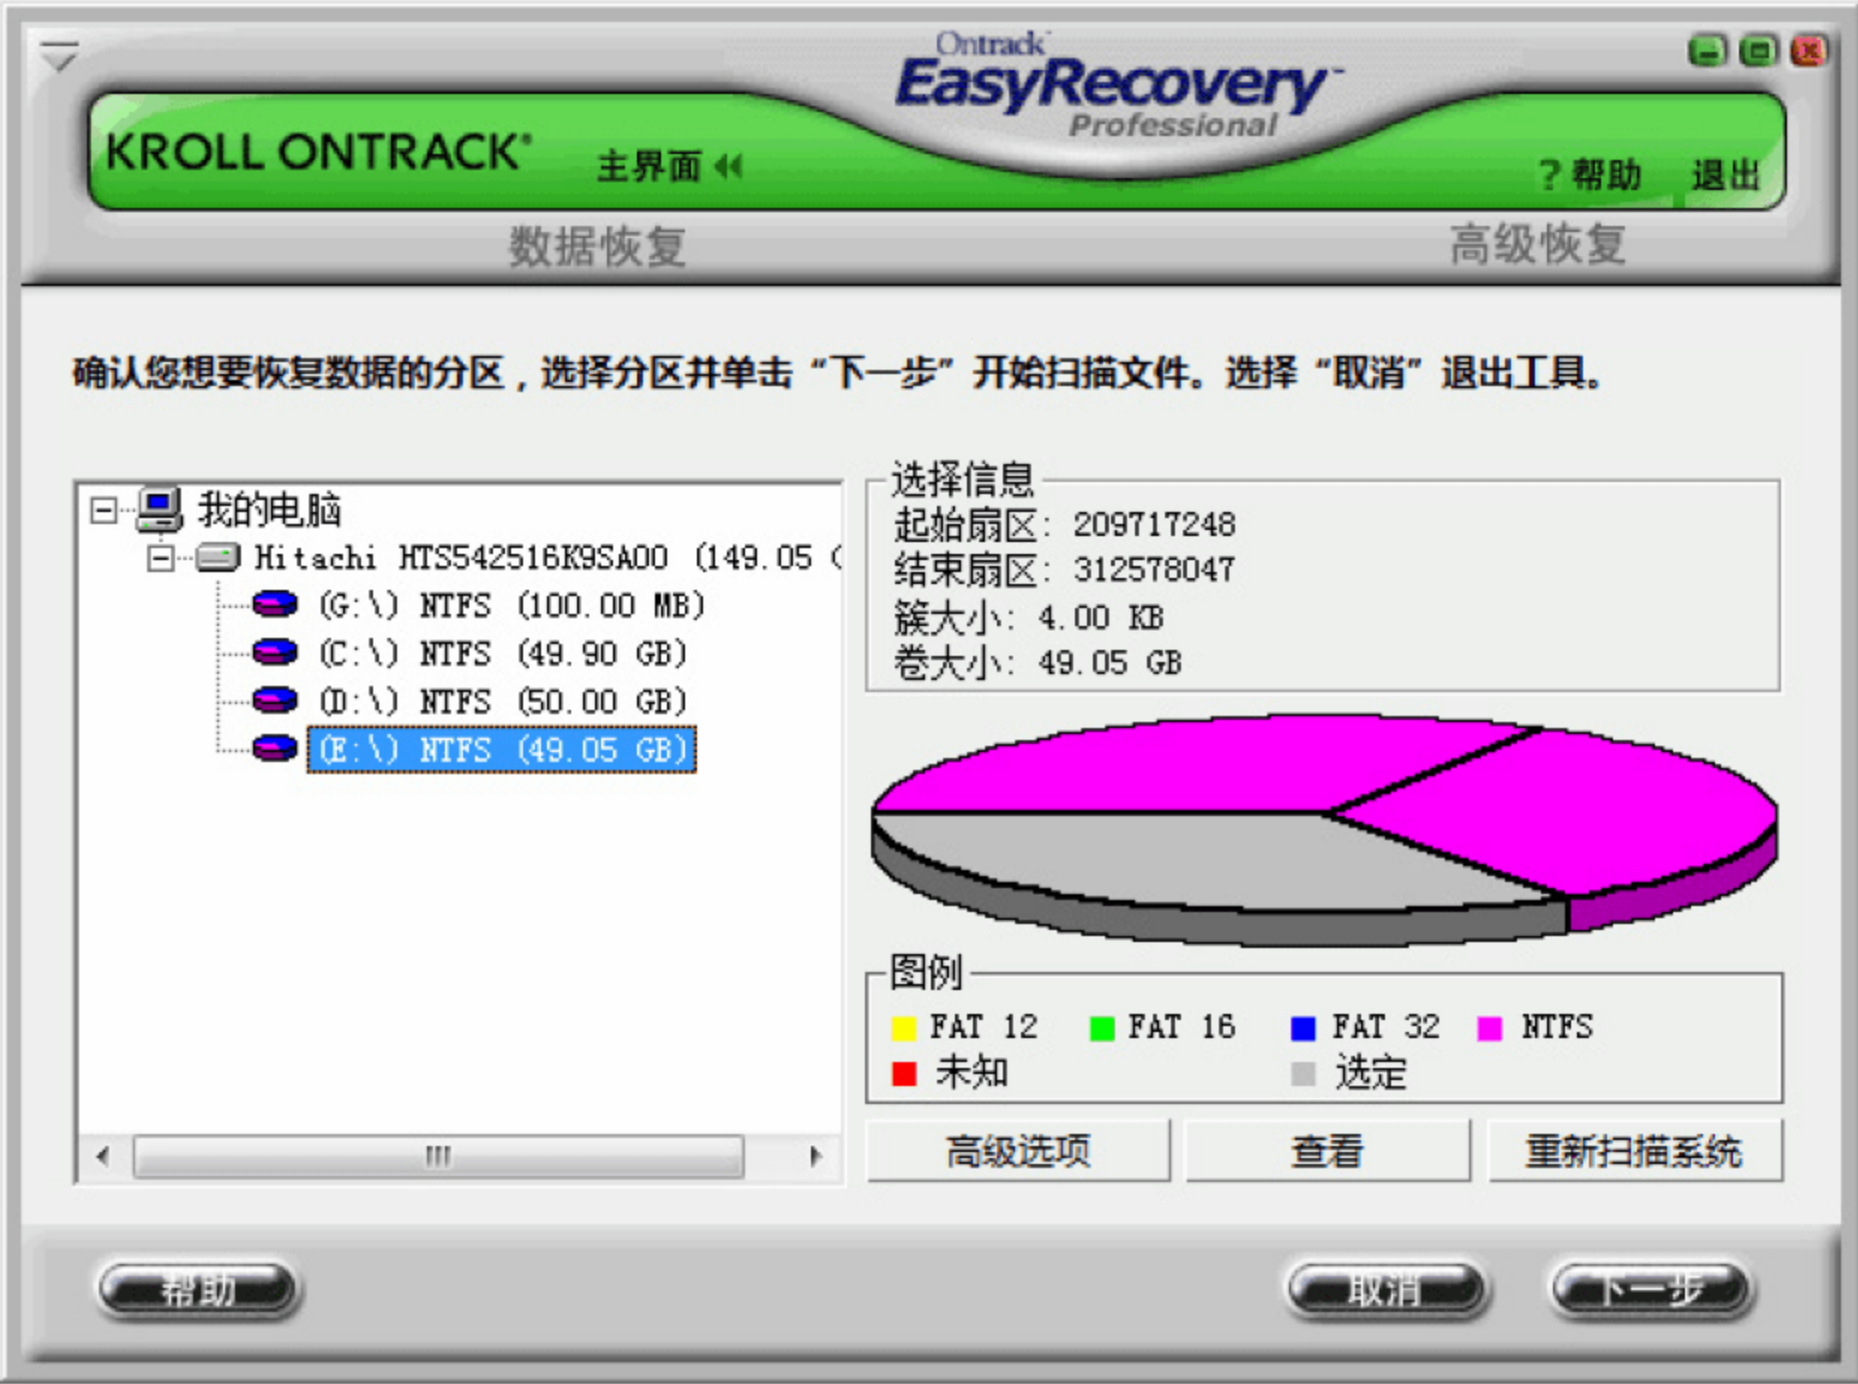 Ontrack
EasyRecovery™
Professional
KROLL ONTRACK®
主界面
?帮助 退出
数据恢复 高级恢复
确认您想要恢复数据的分区，选择分区并单击“下一步”开始扫描文件。选择“取消”退出工具。
我的电脑
Hitachi HTS542516K9SA00 (149.05
(G:\) NTFS (100.00 MB)
(C:\) NTFS (49.90 GB)
(D:\) NTFS (50.00 GB)
(E:\) NTFS (49.05 GB)
选择信息
起始扇区: 209717248
结束扇区: 312578047
簇大小: 4.00 KB
卷大小: 49.05 GB
图例
FAT 12 FAT 16 FAT 32 NTFS
未知 选定
高级选项 查看 重新扫描系统
帮助 取消 下一步